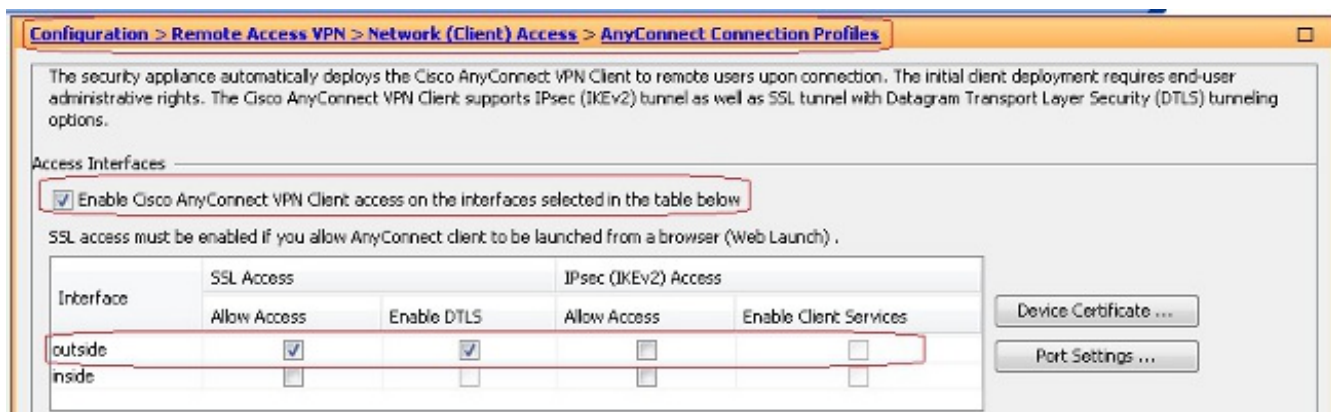 Configuration > Remote Access VPN > Network (Client) Access > AnyConnect Connection Profiles
The security appliance automatically deploys the Cisco AnyConnect VPN Client to remote users upon connection. The initial client deployment requires end-user
administrative rights. The Cisco AnyConnect VPN Client supports IPsec (IKEv2) tunnel as well as SSL tunnel with Datagram Transport Layer Security (DTLS) tunneling
options.
Access Interfaces
Enable Cisco AnyConnect VPN Client access on the interfaces selected in the table below
SSL access must be enabled if you allow AnyConnect client to be launched from a browser (Web Launch) .
Interface SSL Access IPsec (IKEv2) Access
Allow Access Enable DTLS Allow Access Enable Client Services
Device Certificate ...
outside
Port Settings ...
inside